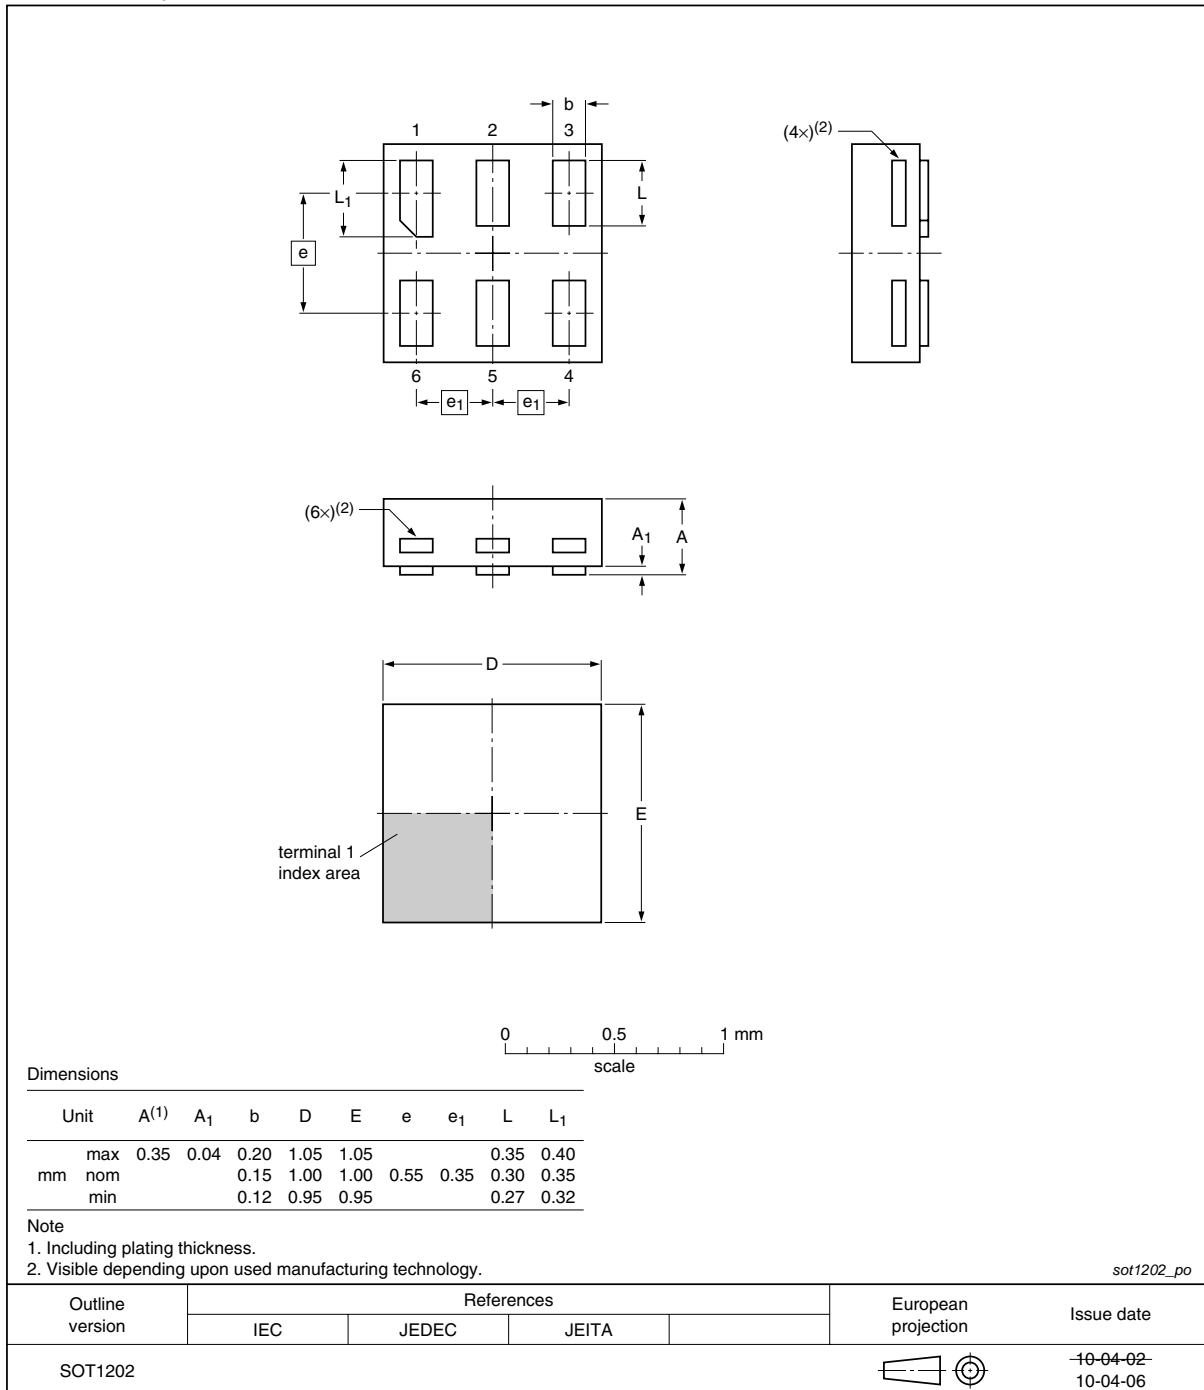 b
1 2 3
(4×)(2)
L1
L
e
6 5 4
e1 e1
(6×)(2)
A1 A
D
E
terminal 1
index area
0 0.5 1 mm
scale
Dimensions
Unit A(1) A1 b D E e e1 L L1
max 0.35 0.04 0.20 1.05 1.05 0.35 0.40
mm nom 0.15 1.00 1.00 0.55 0.35 0.30 0.35
min 0.12 0.95 0.95 0.27 0.32
Note
1. Including plating thickness.
2. Visible depending upon used manufacturing technology.
sot1202_po
Outline
version
References
IEC JEDEC JEITA
European
projection
Issue date
SOT1202
10-04-02
10-04-06